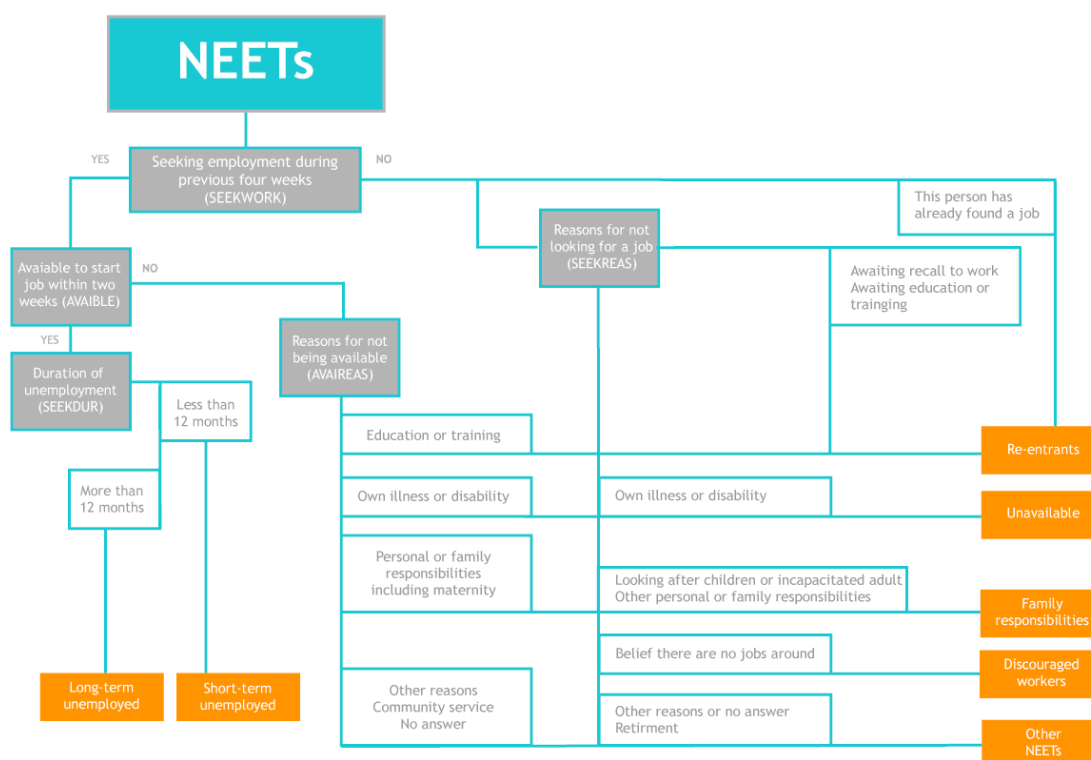 NEETs
YES
Seeking employment during
previous four weeks
(SEEKWORK)
NO
This person has
already found a job
Reasons for not
looking for a job
(SEEKREAS)
Avaiable to start
job within two
weeks (AVAIBLE)
NO
Awaiting recall to work
Awaiting education or
trainging
YES
Reasons for not
being available
(AVAIREAS)
Duration of
unemployment
(SEEKDUR)
Less than
12 months
Education or training
Re-entrants
More than
12 months
Own illness or disability
Own illness or disability
Unavailable
Personal or family
responsibilities
including maternity
Looking after children or incapacitated adult
Other personal or family responsibilities
Family
responsibilities
Belief there are no jobs around
Discouraged
workers
Long-term
unemployed
Short-term
unemployed
Other reasons
Community service
No answer
Other reasons or no answer
Retirment
Other
NEETs